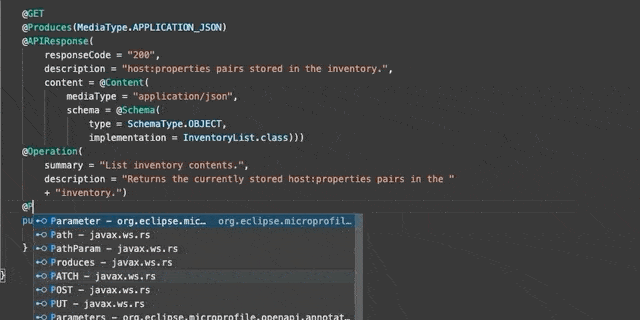 @GET
@Produces(MediaType.APPLICATION_JSON)
@APIResponse(
responseCode = "200",
description = "host:properties pairs stored in the inventory.",
content = @Content(
mediaType = "application/json",
schema = @Schema(
type = SchemaType.OBJECT,
implementation = InventoryList.class)))
@Operation(
summary = "List inventory contents.",
description = "Returns the currently stored host:properties pairs in the "
+ "inventory.")
@P
pu
Parameter – org.eclipse.mic… org.eclipse.microprofil…
Path – javax.ws.rs
PathParam – javax.ws.rs
}
Produces – javax.ws.rs
}
PATCH – javax.ws.rs
POST – javax.ws.rs
PUT – javax.ws.rs
Parameters – org.eclipse.microprofile.openapi.annotat…